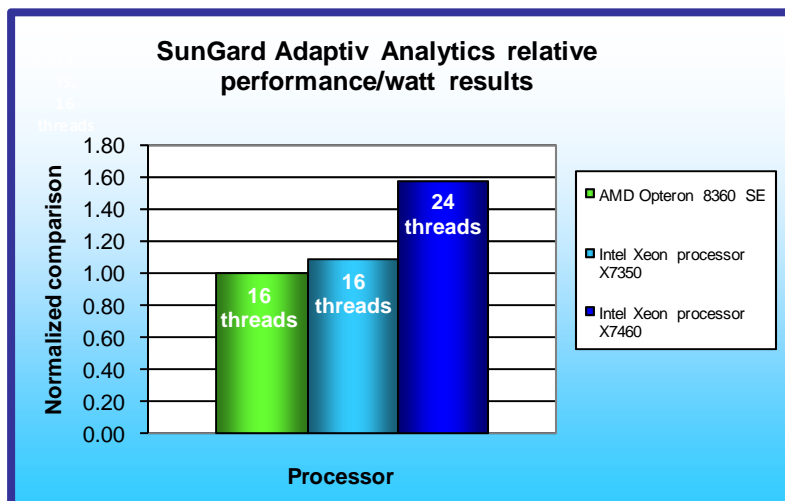 SunGard Adaptiv Analytics relative
performance/watt results
16
threads
Normalized comparison
1.80
1.60
1.40
1.20
1.00
0.80
0.60
0.40
0.20
0.00
16
threads
16
threads
24
threads
Processor
AMD Opteron 8360 SE
Intel Xeon processor
X7350
Intel Xeon processor
X7460